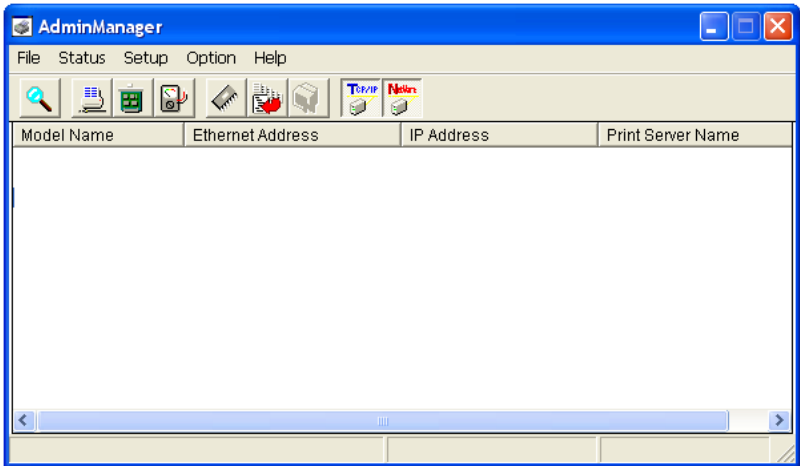 AdminManager
File Status Setup Option Help
TCP/IP NetWare
Model Name Ethernet Address IP Address Print Server Name